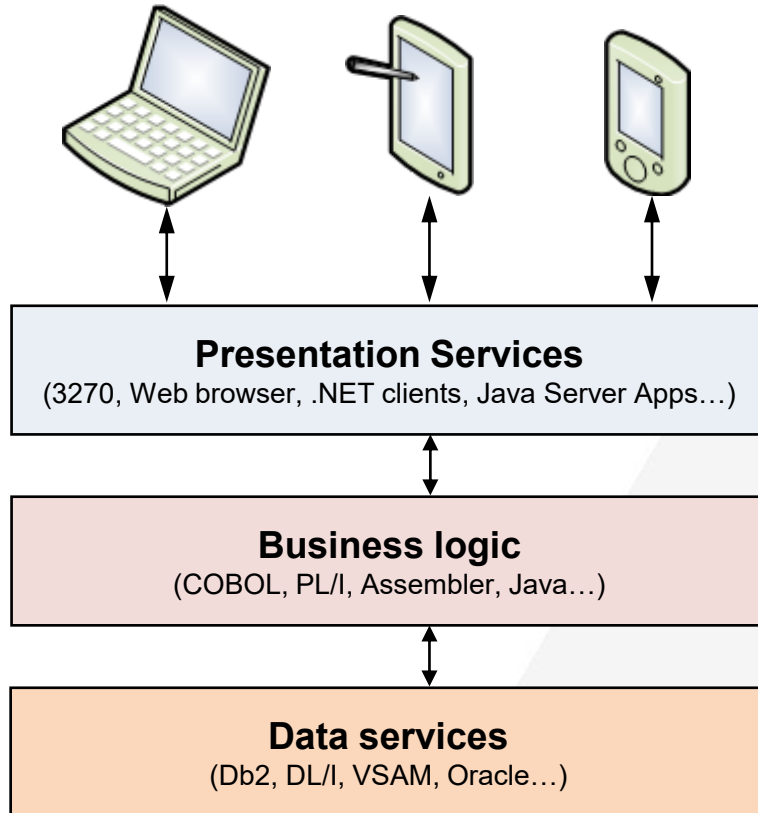 Presentation Services
(3270, Web browser, .NET clients, Java Server Apps…)
Business logic
(COBOL, PL/I, Assembler, Java…)
Data services
(Db2, DL/I, VSAM, Oracle…)